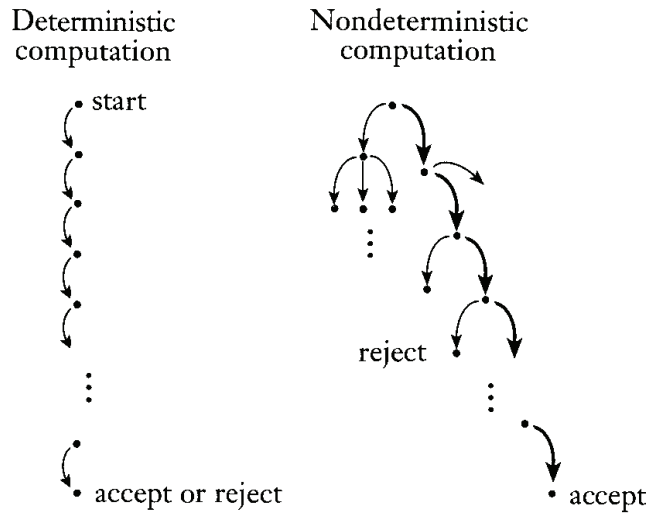 Deterministic
computation
Nondeterministic
computation
start
reject
accept or reject
accept